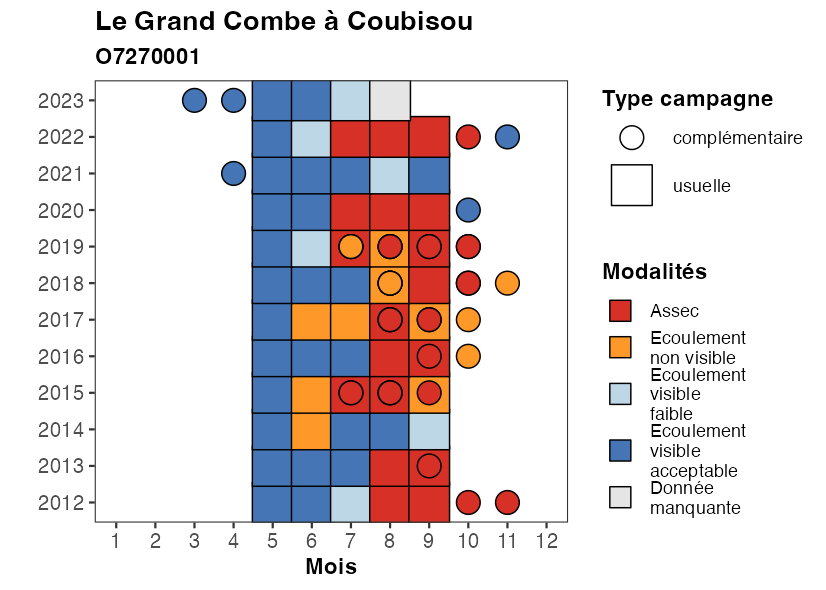 Le Grand Combe à Coubisou
O7270001
2023
2022
2021
2020
2019
2018
2017
2016
2015
2014
2013
2012
1 2 3 4 5 6 7 8 9 10 11 12
Mois
Type campagne
complémentaire
usuelle
Modalités
Assec
Ecoulement
non visible
Ecoulement
visible
faible
Ecoulement
visible
acceptable
Donnée
manquante